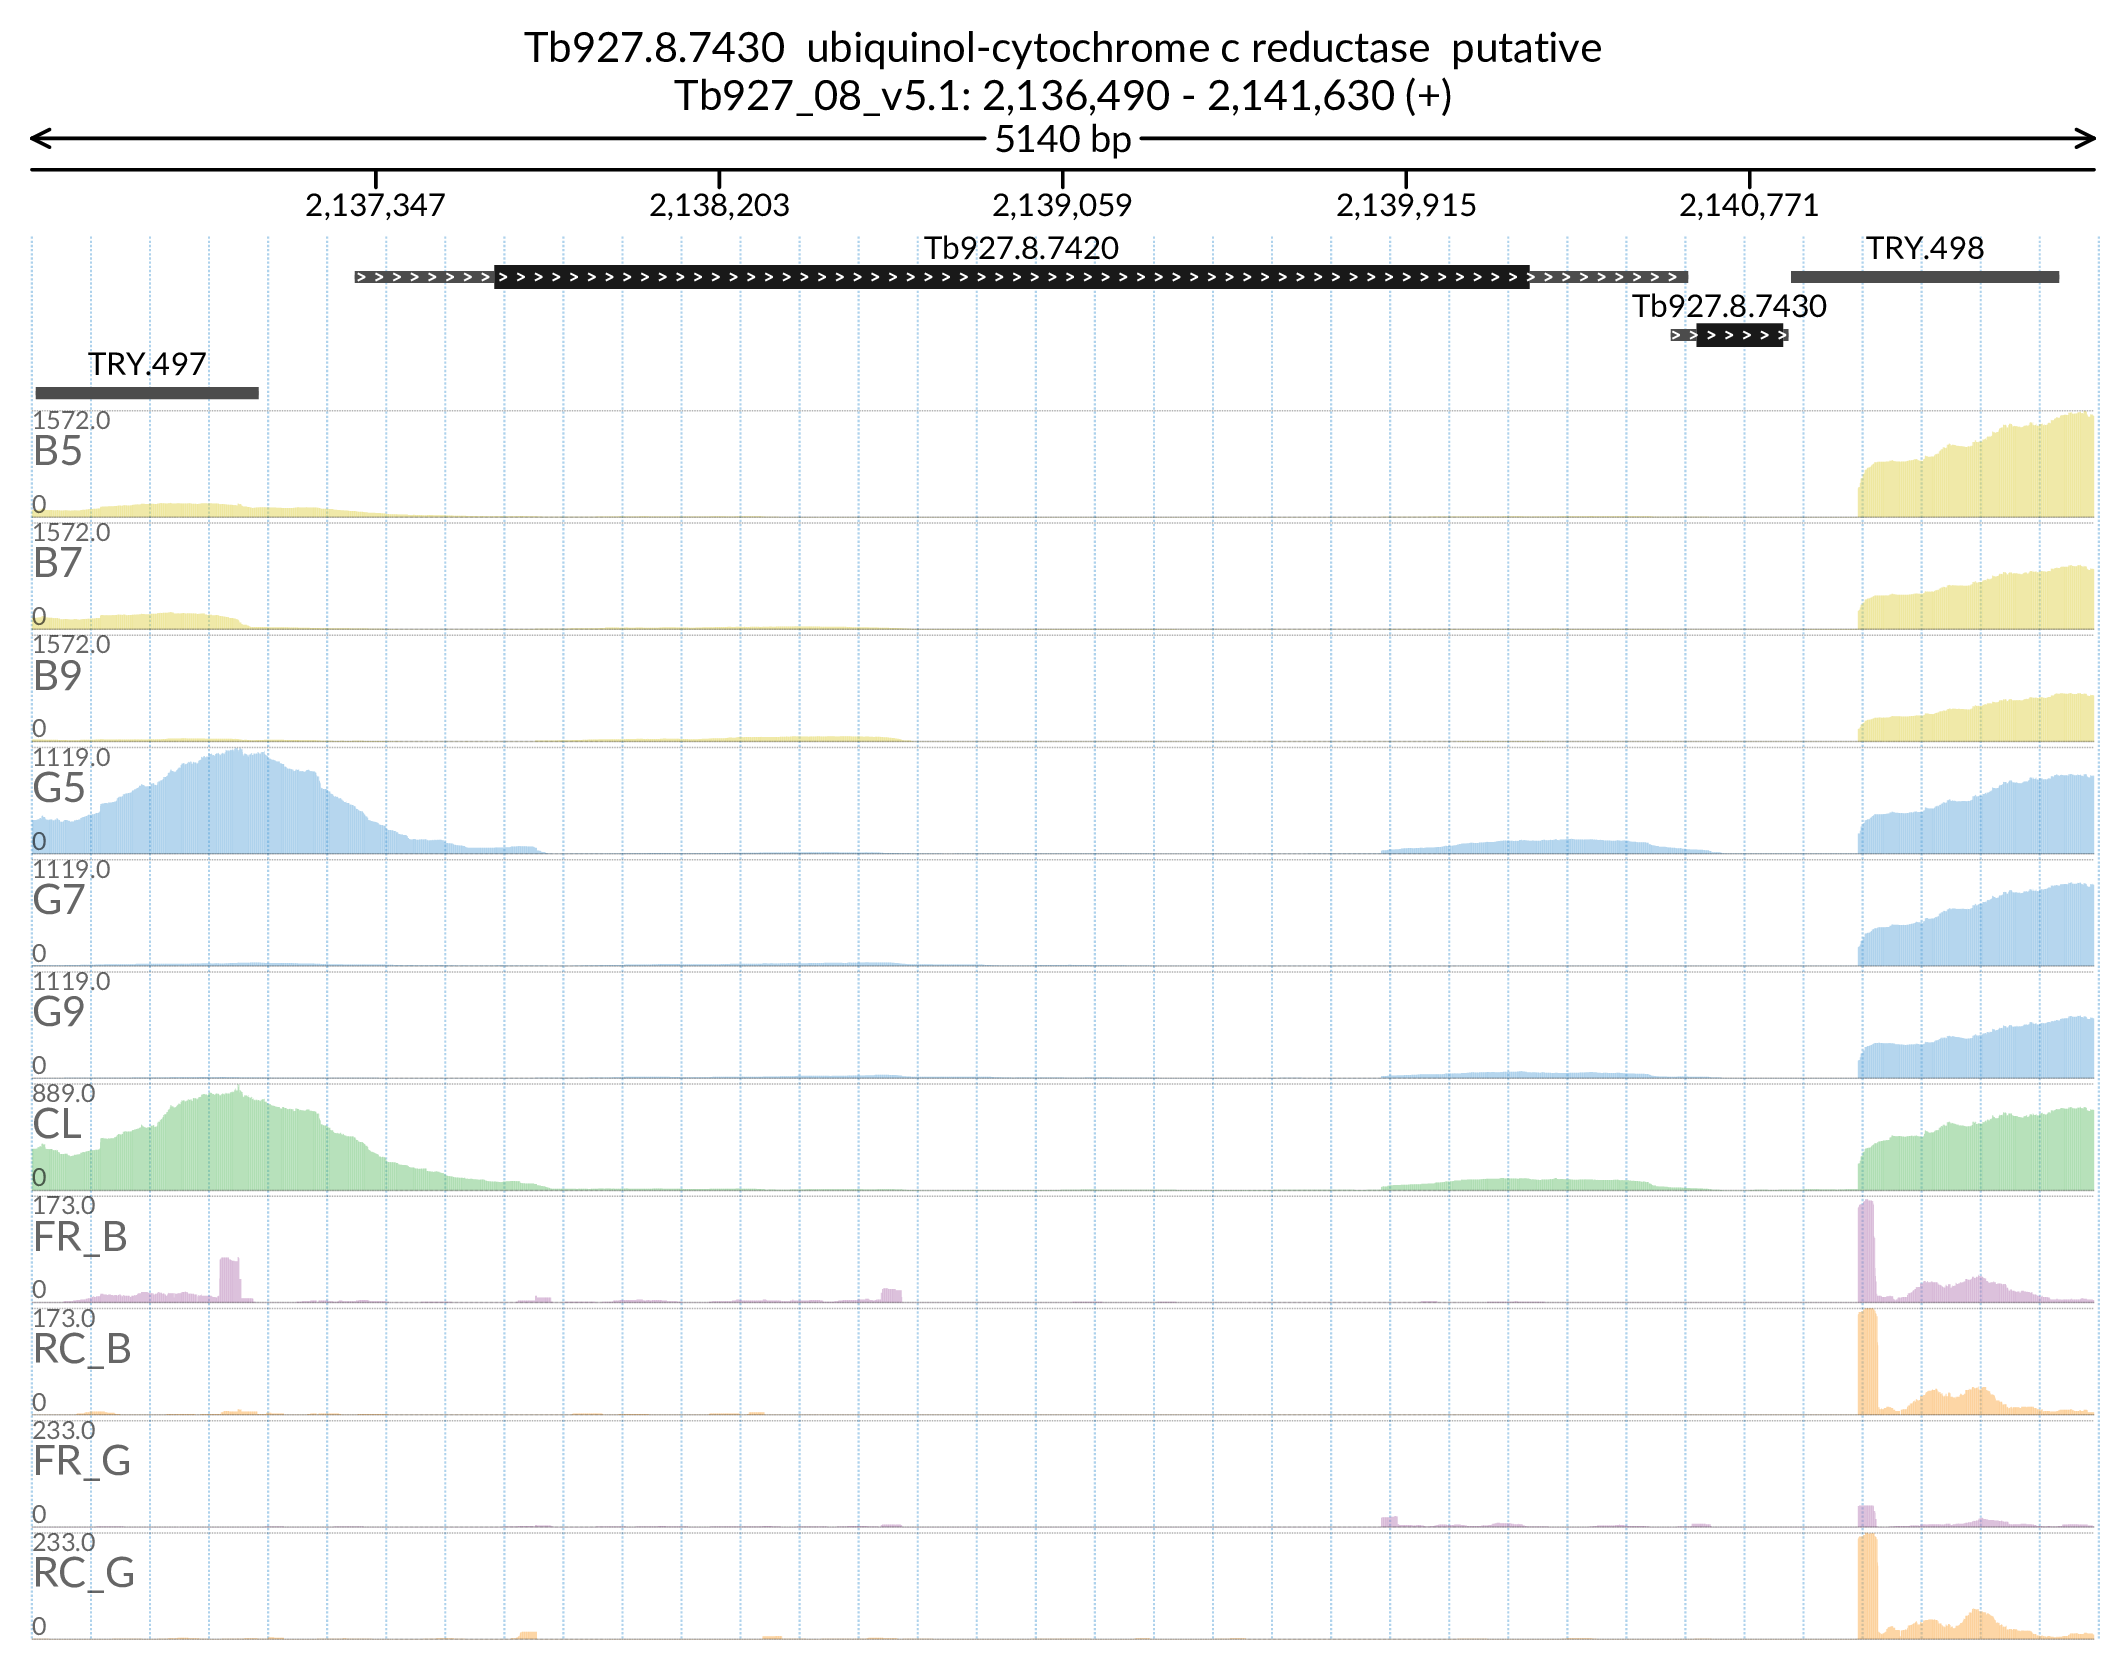 Tb927.8.7430 ubiquinol-cytochrome c reductase putative
Tb927_08_v5.1: 2,136,490 - 2,141,630 (+)
5140 bp
2,137,347 2,138,203 2,139,059 2,139,915 2,140,771
Tb927.8.7420 TRY.498
Tb927.8.7430
TRY.497
1572.0
B5
0
1572.0
B7
0
1572.0
B9
0
1119.0
G5
0
1119.0
G7
0
1119.0
G9
0
889.0
CL
0
173.0
FR_B
0
173.0
RC_B
0
233.0
FR_G
0
233.0
RC_G
0